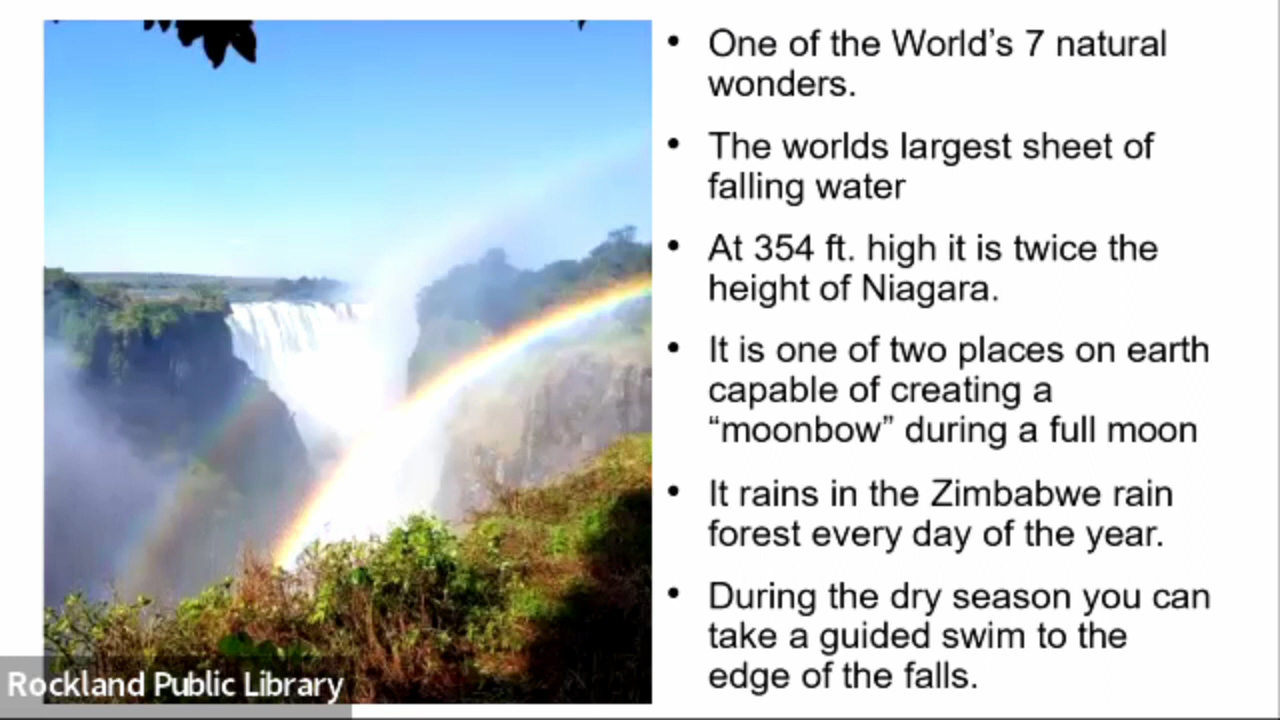 • One of the World’s 7 natural
wonders.
• The worlds largest sheet of
falling water
• At 354 ft. high it is twice the
height of Niagara.
• It is one of two places on earth
capable of creating a
“moonbow” during a full moon
• It rains in the Zimbabwe rain
forest every day of the year.
• During the dry season you can
take a guided swim to the
edge of the falls.
Rockland Public Library